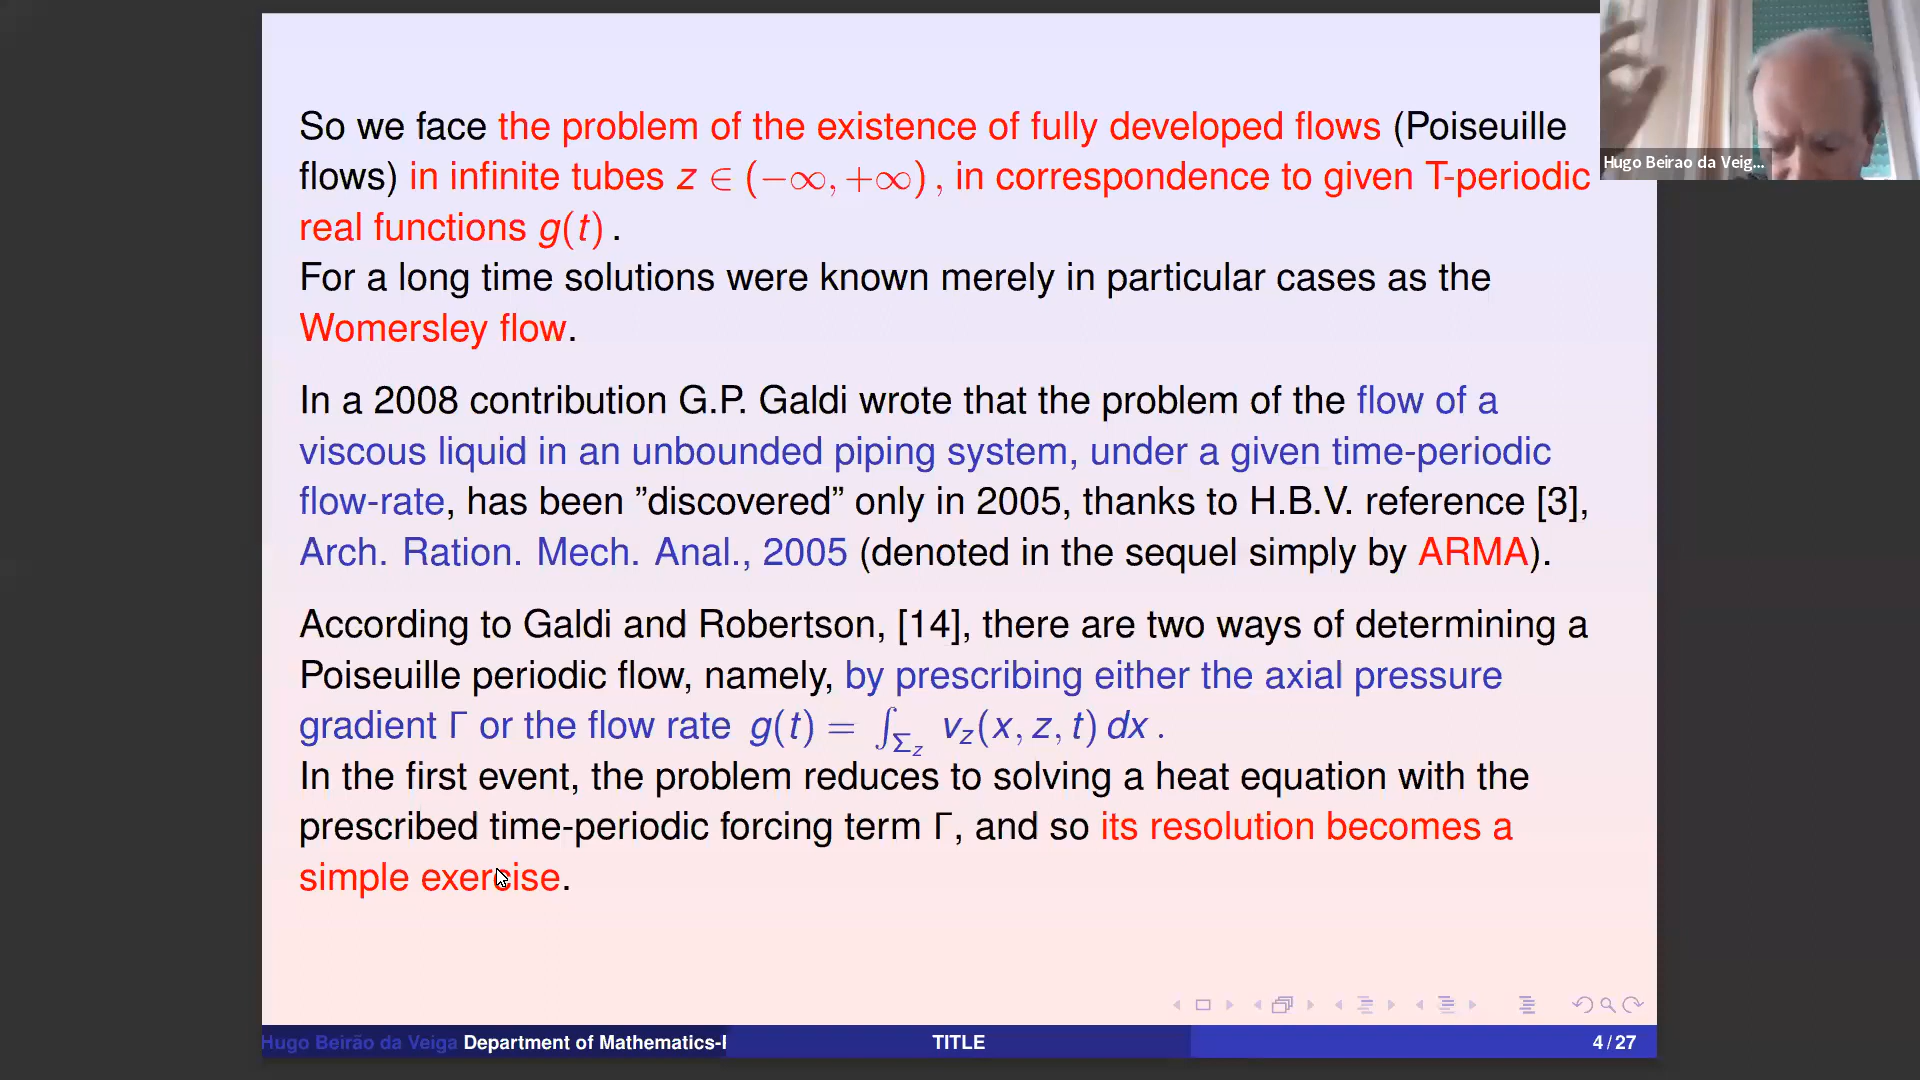 So we face the problem of the existence of fully developed flows (Poiseuille
flows) in infinite tubes z ∈ (−∞, +∞) , in correspondence to given T-periodic
real functions g(t) .
For a long time solutions were known merely in particular cases as the
Womersley flow.
In a 2008 contribution G.P. Galdi wrote that the problem of the flow of a
viscous liquid in an unbounded piping system, under a given time-periodic
flow-rate, has been ”discovered” only in 2005, thanks to H.B.V. reference [3],
Arch. Ration. Mech. Anal., 2005 (denoted in the sequel simply by ARMA).
According to Galdi and Robertson, [14], there are two ways of determining a
Poiseuille periodic flow, namely, by prescribing either the axial pressure
gradient Γ or the flow rate g(t) = ∫_{Σ_z} v_z(x, z, t) dx .
In the first event, the problem reduces to solving a heat equation with the
prescribed time-periodic forcing term Γ, and so its resolution becomes a
simple exercise.
Hugo Beirao da Veig...
Hugo Beirão da Veiga Department of Mathematics-I TITLE 4 / 27